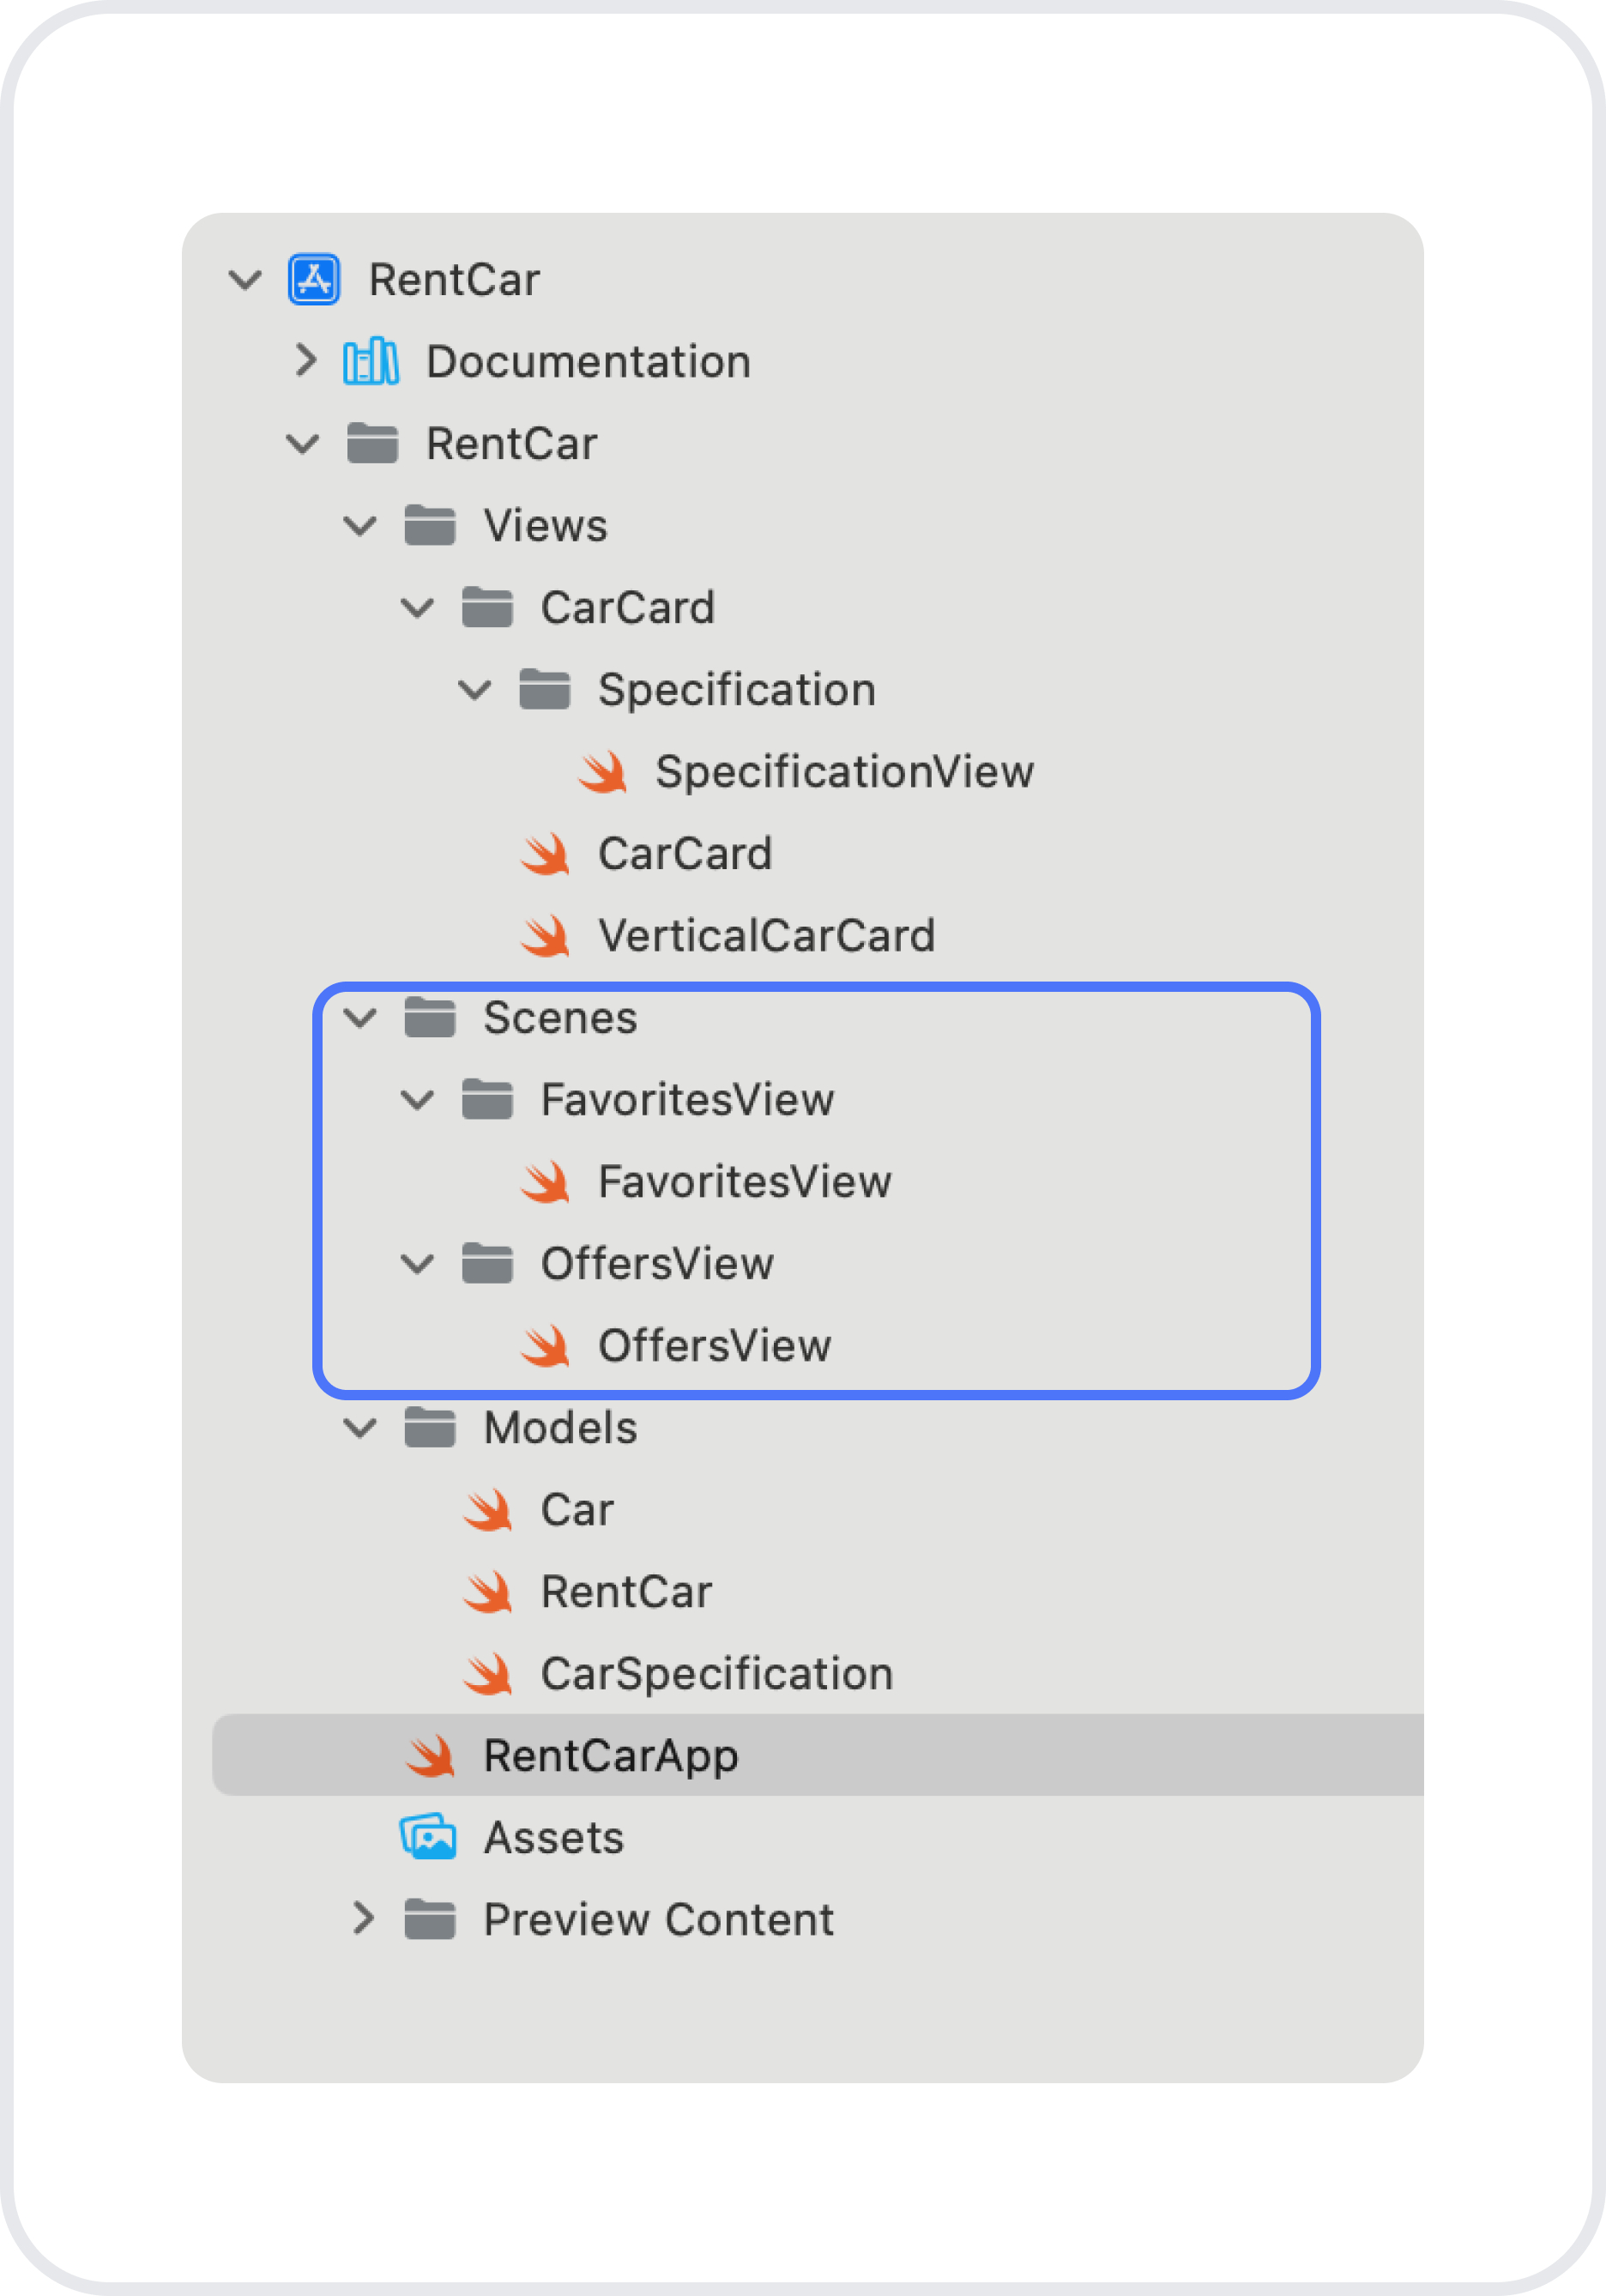 RentCar
Documentation
RentCar
Views
CarCard
Specification
SpecificationView
CarCard
VerticalCarCard
Scenes
FavoritesView
FavoritesView
OffersView
OffersView
Models
Car
RentCar
CarSpecification
RentCarApp
Assets
Preview Content